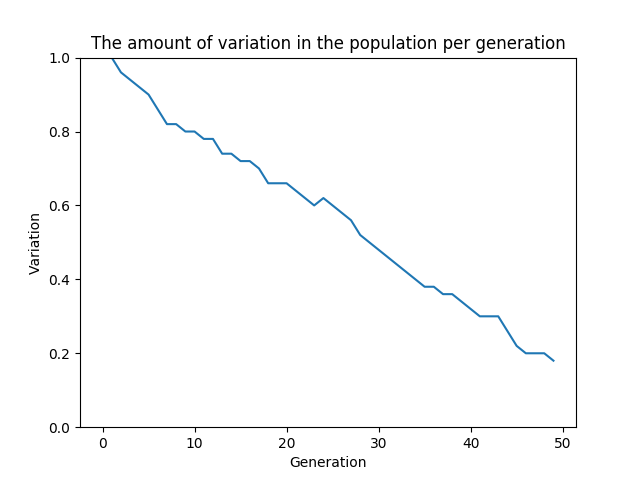 The amount of variation in the population per generation
1.0
0.8
0.6
0.4
0.2
0.0
Variation
0 10 20 30 40 50
Generation